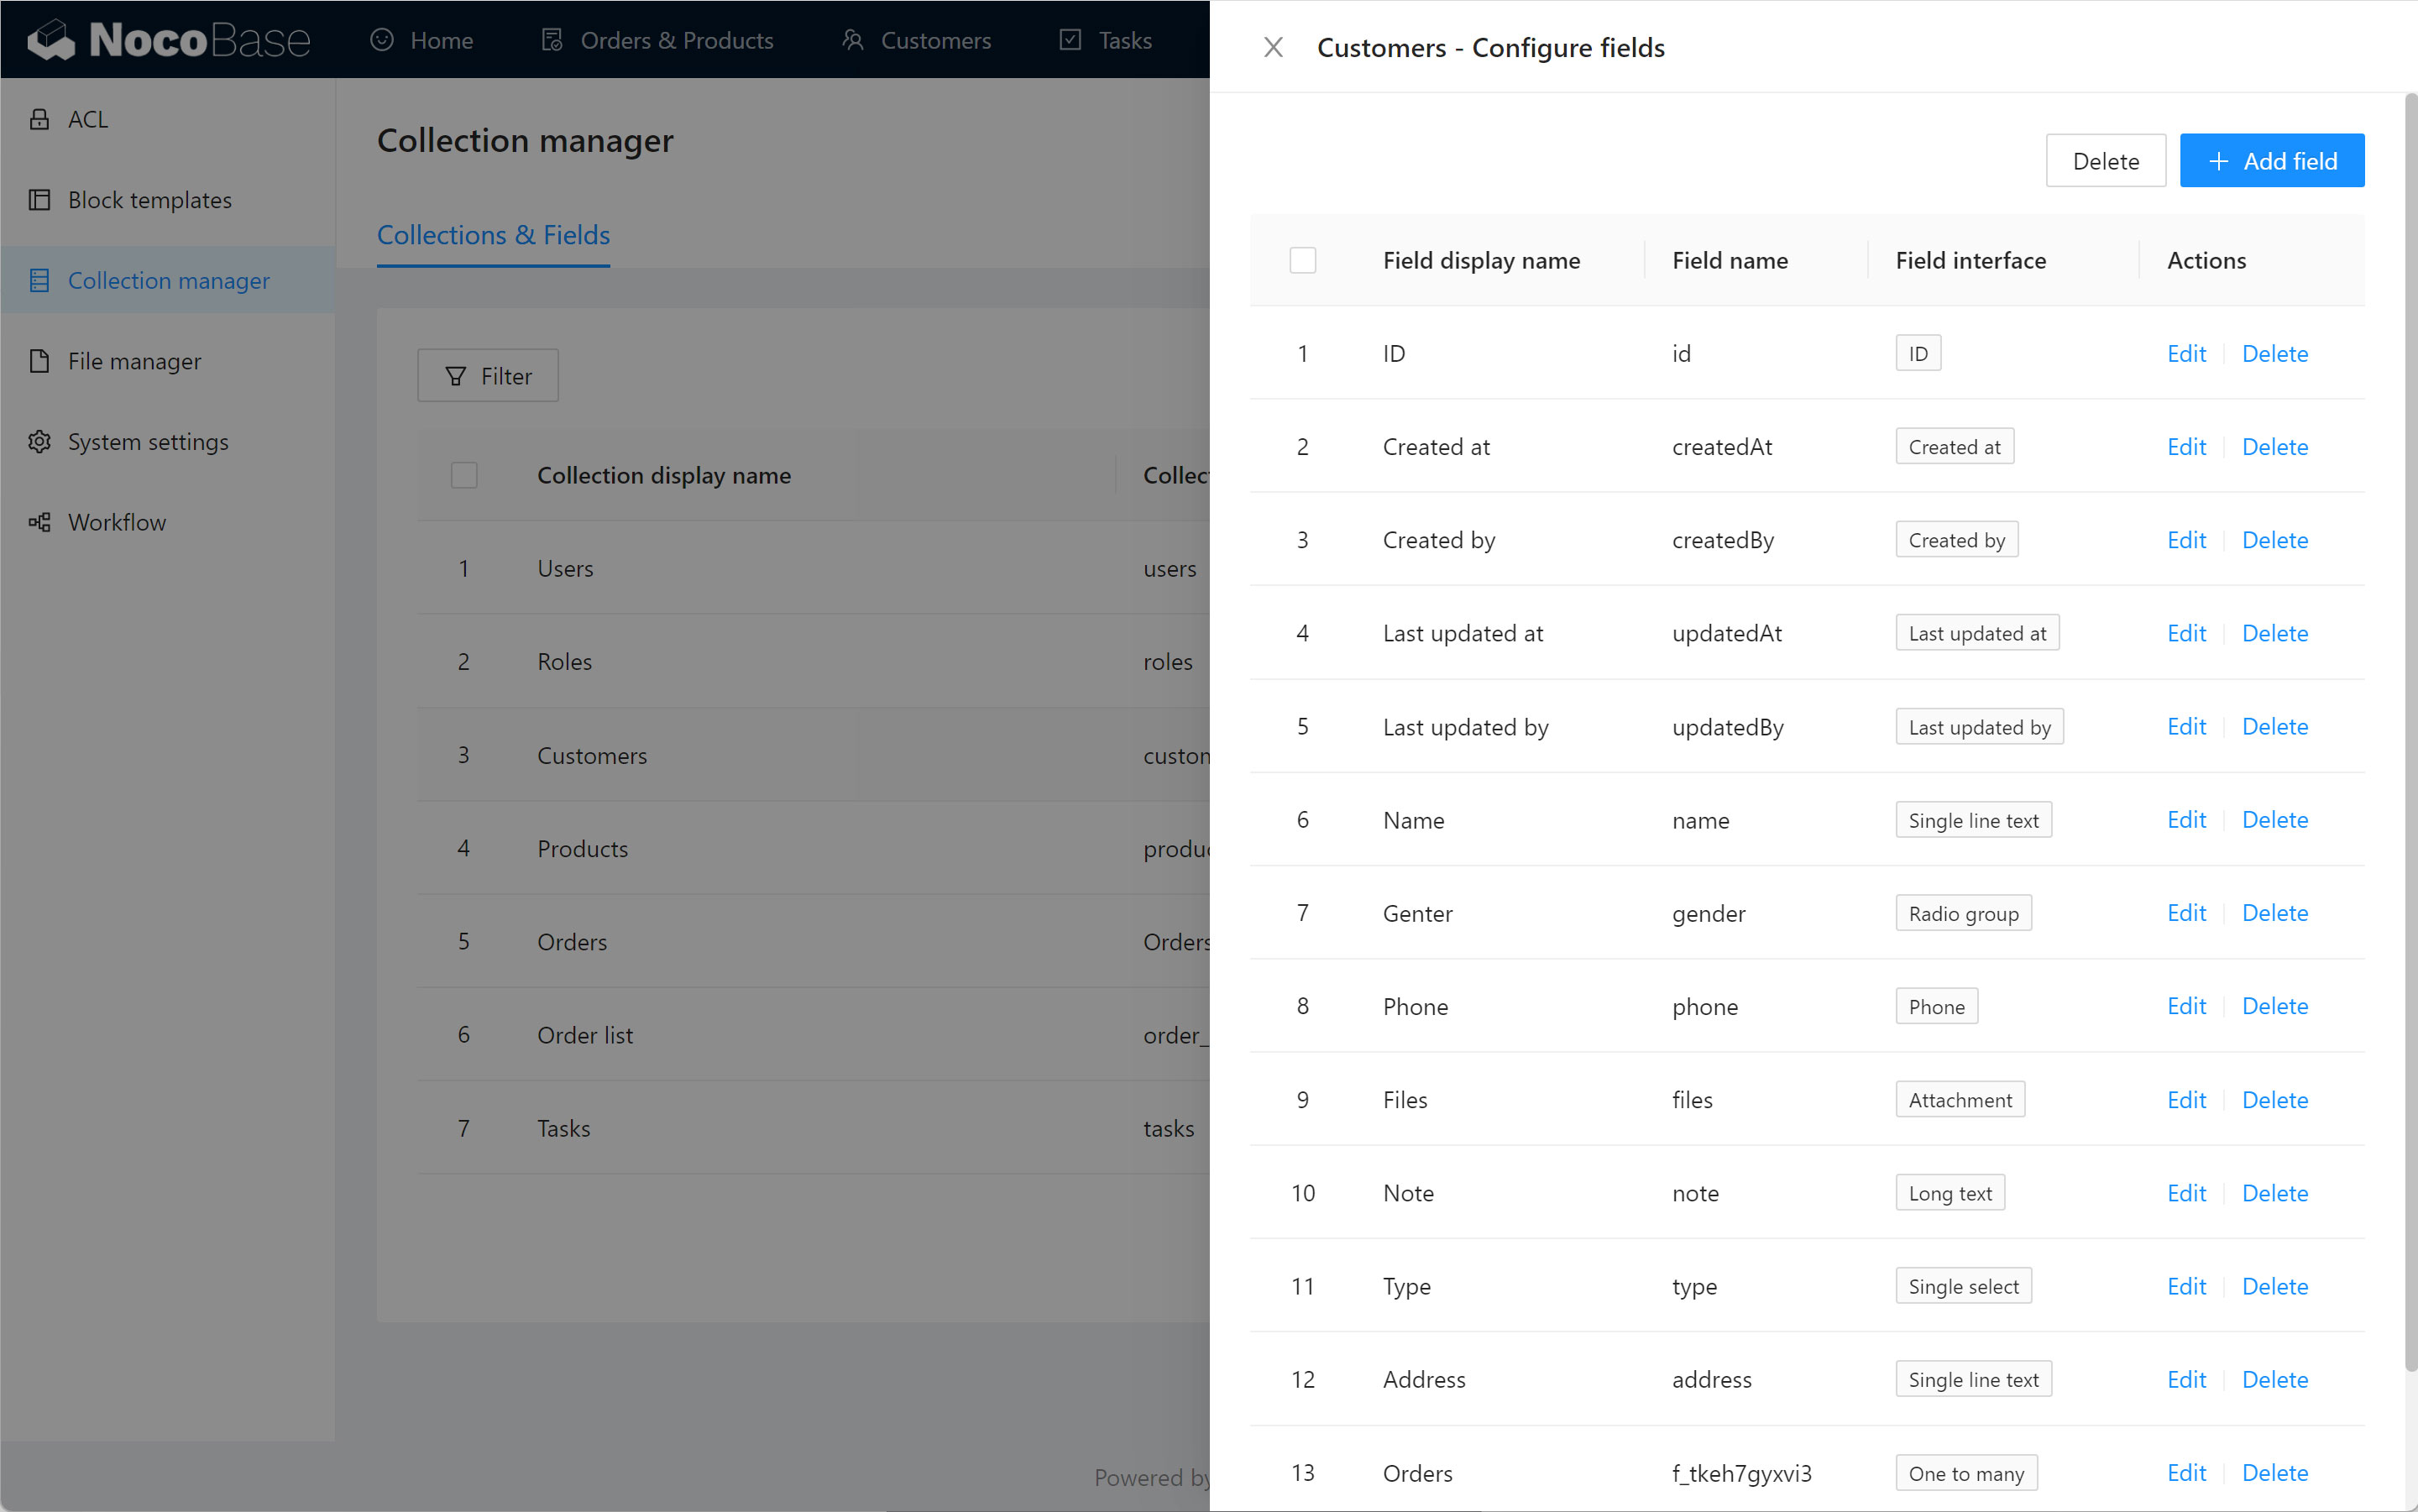 NocoBase Home Orders & Products Customers Tasks
ACL
Block templates
Collection manager
File manager
System settings
Workflow
Collection manager
Collections & Fields
Filter
Collection display name Collec
1 Users users
2 Roles roles
3 Customers custom
4 Products produc
5 Orders Orders
6 Order list order_
7 Tasks tasks
Powered by
Customers - Configure fields
Delete Add field
Field display name Field name Field interface Actions
1 ID id ID Edit Delete
2 Created at createdAt Created at Edit Delete
3 Created by createdBy Created by Edit Delete
4 Last updated at updatedAt Last updated at Edit Delete
5 Last updated by updatedBy Last updated by Edit Delete
6 Name name Single line text Edit Delete
7 Genter gender Radio group Edit Delete
8 Phone phone Phone Edit Delete
9 Files files Attachment Edit Delete
10 Note note Long text Edit Delete
11 Type type Single select Edit Delete
12 Address address Single line text Edit Delete
13 Orders f_tkeh7gyxvi3 One to many Edit Delete